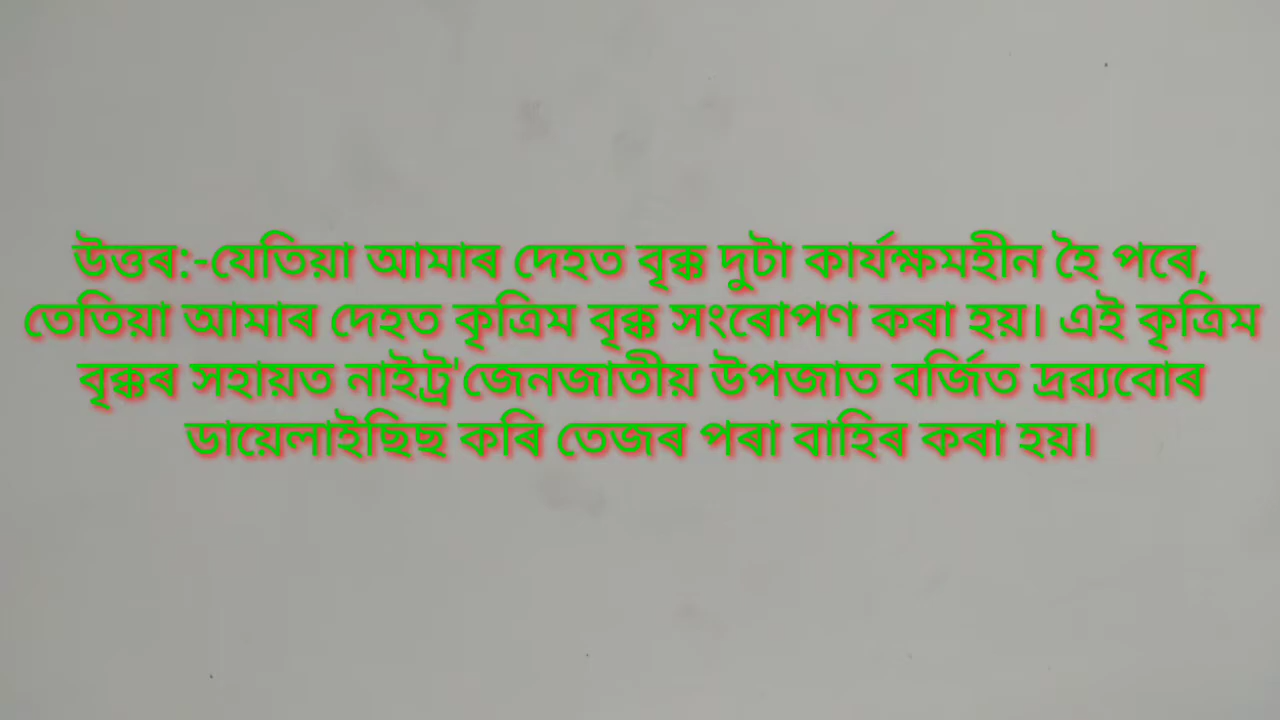 উত্তৰ:-যেতিয়া আমাৰ দেহত বৃক্ক দুটা কাৰ্যক্ষমহীন হৈ পৰে,
তেতিয়া আমাৰ দেহত কৃত্ৰিম বৃক্ক সংৰোপণ কৰা হয়। এই কৃত্ৰিম
বৃক্কৰ সহায়ত নাইট্ৰ'জেনজাতীয় উপজাত বৰ্জিত দ্ৰৱ্যবোৰ
ডায়েলাইছিছ কৰি তেজৰ পৰা বাহিৰ কৰা হয়।